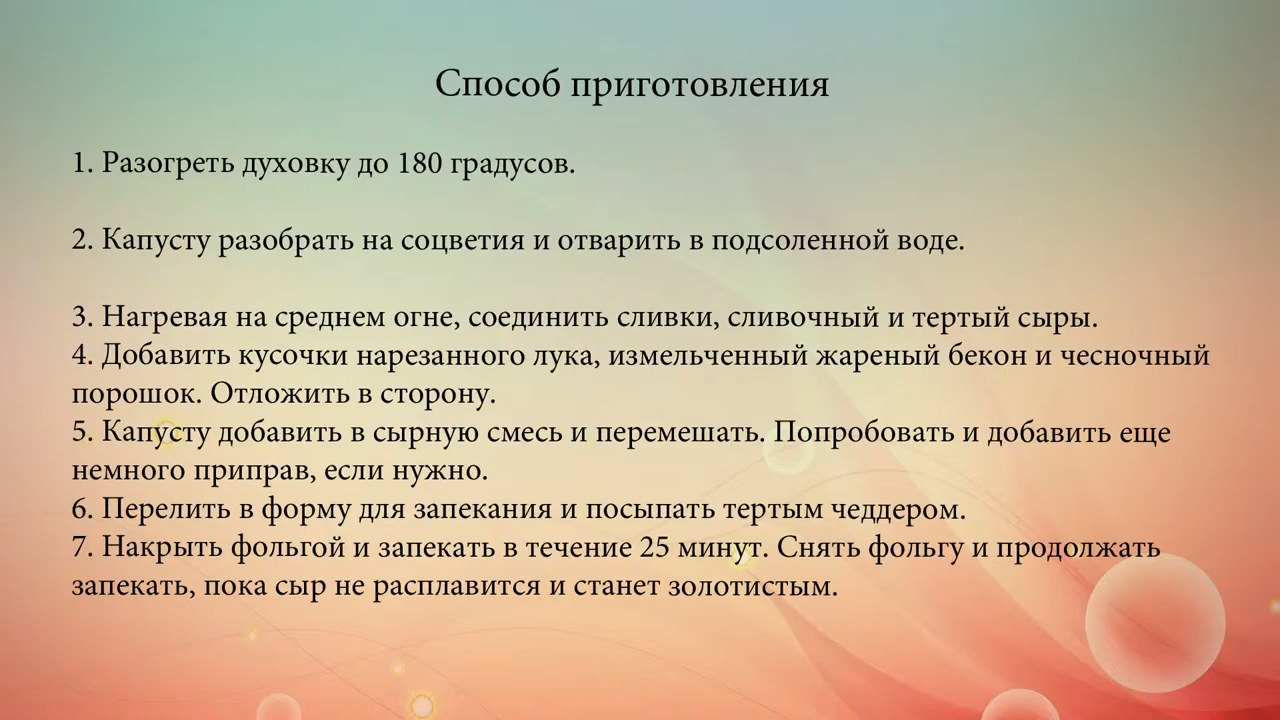 Способ приготовления
1. Разогреть духовку до 180 градусов.
2. Капусту разобрать на соцветия и отварить в подсоленной воде.
3. Нагревая на среднем огне, соединить сливки, сливочный и тертый сыры.
4. Добавить кусочки нарезанного лука, измельченный жареный бекон и чесночный
порошок. Отложить в сторону.
5. Капусту добавить в сырную смесь и перемешать. Попробовать и добавить еще
немного приправ, если нужно.
6. Перелить в форму для запекания и посыпать тертым чеддером.
7. Накрыть фольгой и запекать в течение 25 минут. Снять фольгу и продолжать
запекать, пока сыр не расплавится и станет золотистым.